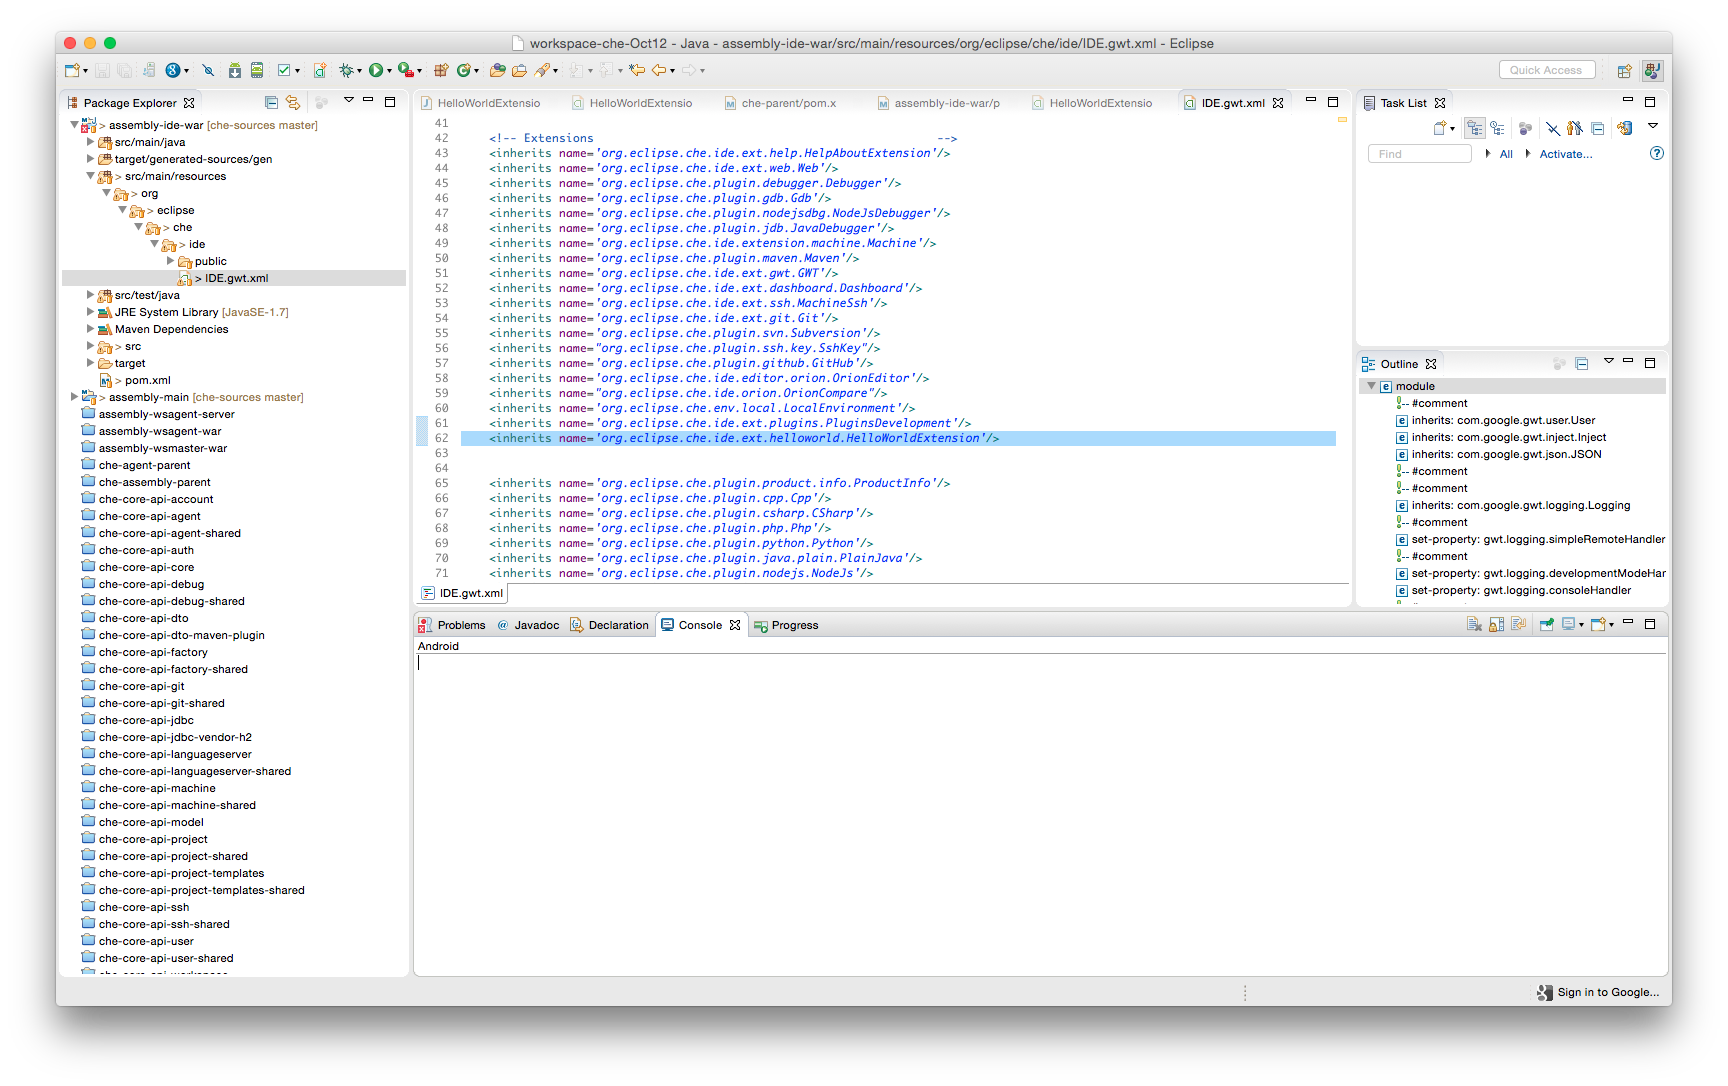 workspace-che-Oct12 - Java - assembly-ide-war/src/main/resources/org/eclipse/che/ide/IDE.gwt.xml - Eclipse
Quick Access
Package Explorer
> assembly-ide-war [che-sources master]
> src/main/java
target/generated-sources/gen
> src/main/resources
> org
> eclipse
> che
> ide
public
> IDE.gwt.xml
src/test/java
JRE System Library [JavaSE-1.7]
Maven Dependencies
> src
target
> pom.xml
> assembly-main [che-sources master]
assembly-wsagent-server
assembly-wsagent-war
assembly-wsmaster-war
che-agent-parent
che-assembly-parent
che-core-api-account
che-core-api-agent
che-core-api-agent-shared
che-core-api-auth
che-core-api-core
che-core-api-debug
che-core-api-debug-shared
che-core-api-dto
che-core-api-dto-maven-plugin
che-core-api-factory
che-core-api-factory-shared
che-core-api-git
che-core-api-git-shared
che-core-api-jdbc
che-core-api-jdbc-vendor-h2
che-core-api-languageserver
che-core-api-languageserver-shared
che-core-api-machine
che-core-api-machine-shared
che-core-api-model
che-core-api-project
che-core-api-project-shared
che-core-api-project-templates
che-core-api-project-templates-shared
che-core-api-ssh
che-core-api-ssh-shared
che-core-api-user
che-core-api-user-shared
HelloWorldExtensio HelloWorldExtensio che-parent/pom.x assembly-ide-war/p HelloWorldExtensio IDE.gwt.xml
41
42 <!-- Extensions -->
43 <inherits name='org.eclipse.che.ide.ext.help.HelpAboutExtension'/>
44 <inherits name='org.eclipse.che.ide.ext.web.Web'/>
45 <inherits name='org.eclipse.che.plugin.debugger.Debugger'/>
46 <inherits name='org.eclipse.che.plugin.gdb.Gdb'/>
47 <inherits name='org.eclipse.che.plugin.nodejsdbg.NodeJsDebugger'/>
48 <inherits name='org.eclipse.che.plugin.jdb.JavaDebugger'/>
49 <inherits name='org.eclipse.che.ide.extension.machine.Machine'/>
50 <inherits name='org.eclipse.che.plugin.maven.Maven'/>
51 <inherits name='org.eclipse.che.ide.ext.gwt.GWT'/>
52 <inherits name='org.eclipse.che.ide.ext.dashboard.Dashboard'/>
53 <inherits name='org.eclipse.che.ide.ext.ssh.MachineSsh'/>
54 <inherits name='org.eclipse.che.ide.ext.git.Git'/>
55 <inherits name='org.eclipse.che.plugin.svn.Subversion'/>
56 <inherits name="org.eclipse.che.plugin.ssh.key.SshKey"/>
57 <inherits name='org.eclipse.che.plugin.github.GitHub'/>
58 <inherits name='org.eclipse.che.ide.editor.orion.OrionEditor'/>
59 <inherits name="org.eclipse.che.ide.orion.OrionCompare"/>
60 <inherits name='org.eclipse.che.env.local.LocalEnvironment'/>
61 <inherits name='org.eclipse.che.ide.ext.plugins.PluginsDevelopment'/>
62 <inherits name='org.eclipse.che.ide.ext.helloworld.HelloWorldExtension'/>
63
64
65 <inherits name='org.eclipse.che.plugin.product.info.ProductInfo'/>
66 <inherits name='org.eclipse.che.plugin.cpp.Cpp'/>
67 <inherits name='org.eclipse.che.plugin.csharp.CSharp'/>
68 <inherits name='org.eclipse.che.plugin.php.Php'/>
69 <inherits name='org.eclipse.che.plugin.python.Python'/>
70 <inherits name='org.eclipse.che.plugin.java.plain.PlainJava'/>
71 <inherits name='org.eclipse.che.plugin.nodejs.NodeJs'/>
IDE.gwt.xml
Problems @ Javadoc Declaration Console Progress
Android
Task List
Find All Activate... ?
Outline
module
#comment
inherits: com.google.gwt.user.User
inherits: com.google.gwt.inject.Inject
inherits: com.google.gwt.json.JSON
#comment
#comment
inherits: com.google.gwt.logging.Logging
#comment
set-property: gwt.logging.simpleRemoteHandler
#comment
set-property: gwt.logging.developmentModeHar
set-property: gwt.logging.consoleHandler
Sign in to Google...